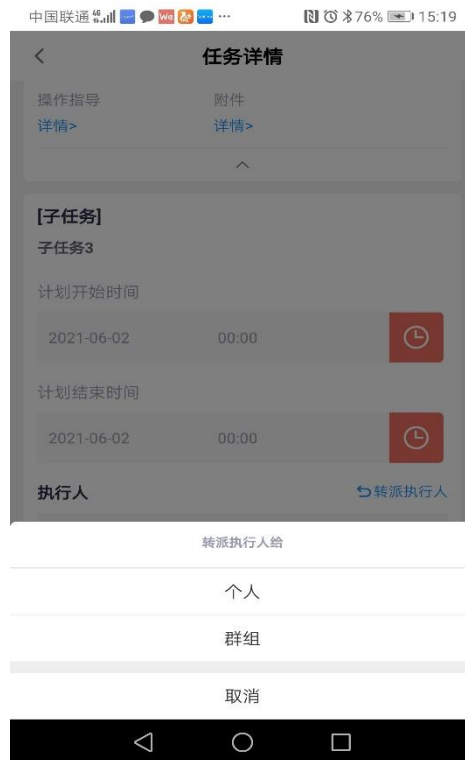 中国联通 76% 15:19
任务详情
操作指导 附件
详情> 详情>
[子任务]
子任务3
计划开始时间
2021-06-02 00:00
计划结束时间
2021-06-02 00:00
执行人 转派执行人
转派执行人给
个人
群组
取消